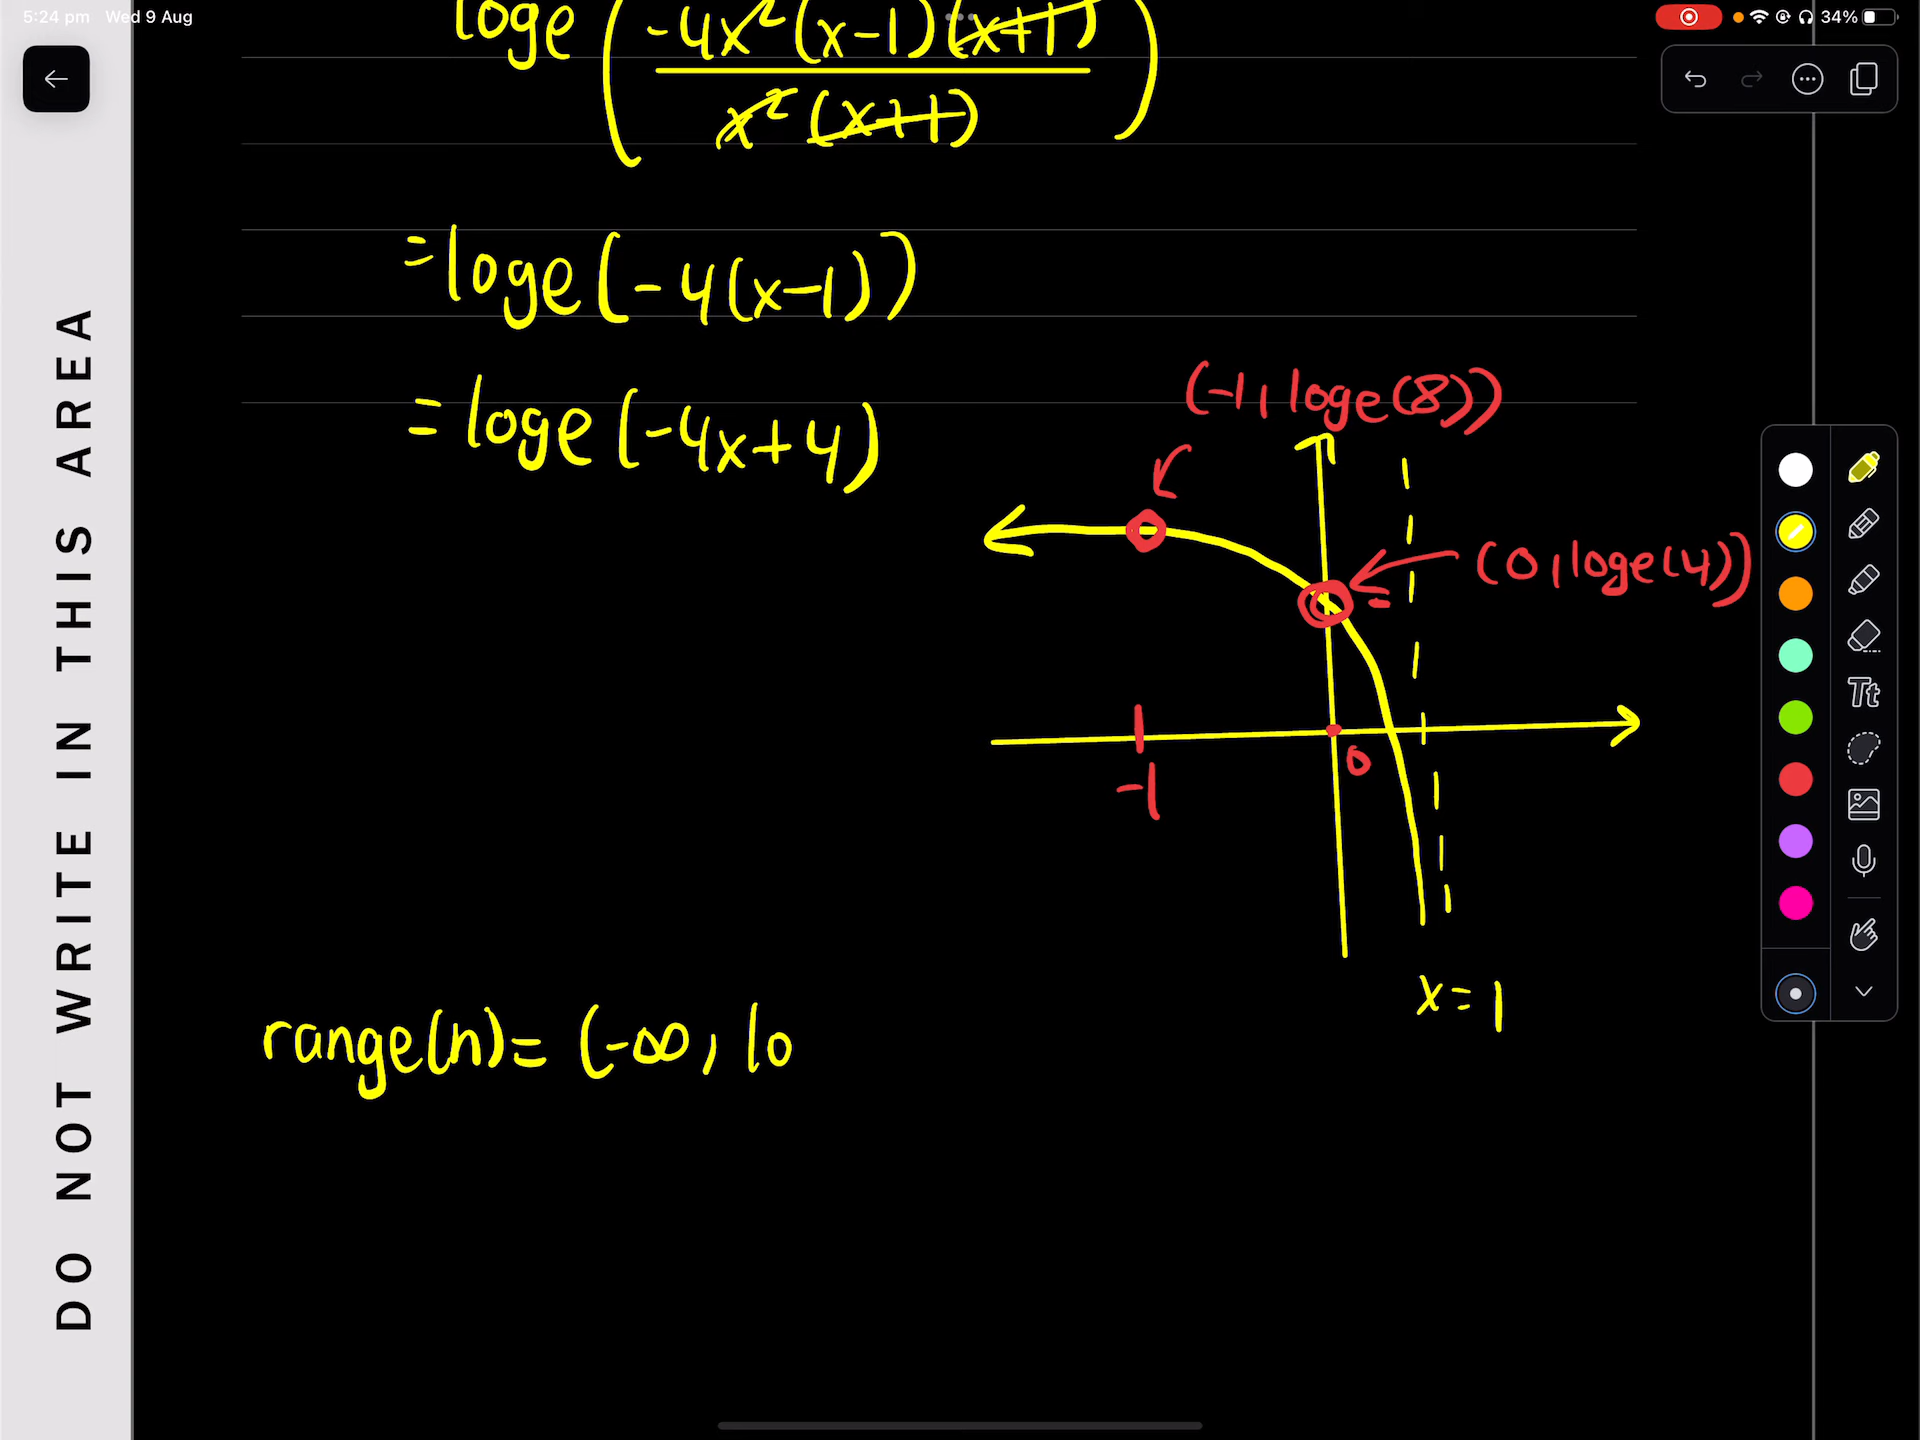 5:24 pm Wed 9 Aug
34%
loge(-4x²(x-1)(x+1)
x²(x+1))
=loge(-4(x-1))
= loge(-4x+4)
(-1, loge(8))
(0, loge(4))
0
-1
x=1
range(h)= (-∞, lo
Tt
DO NOT WRITE IN THIS AREA